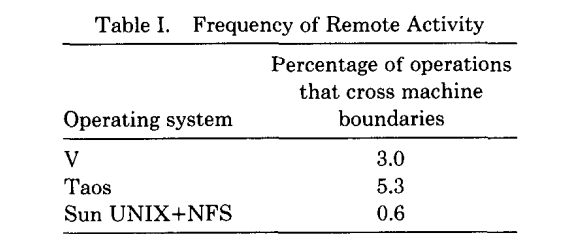 Table I. Frequency of Remote Activity
Percentage of operations
that cross machine
Operating system boundaries
V 3.0
Taos 5.3
Sun UNIX+NFS 0.6